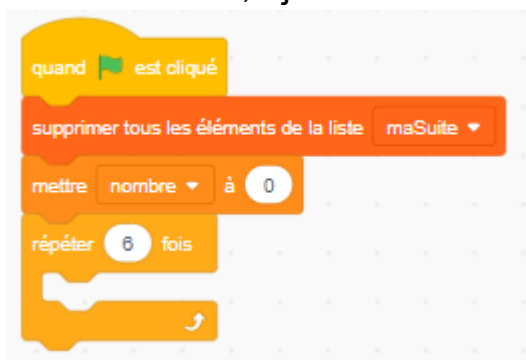 quand est cliqué
supprimer tous les éléments de la liste maSuite
mettre nombre à 0
répéter 6 fois